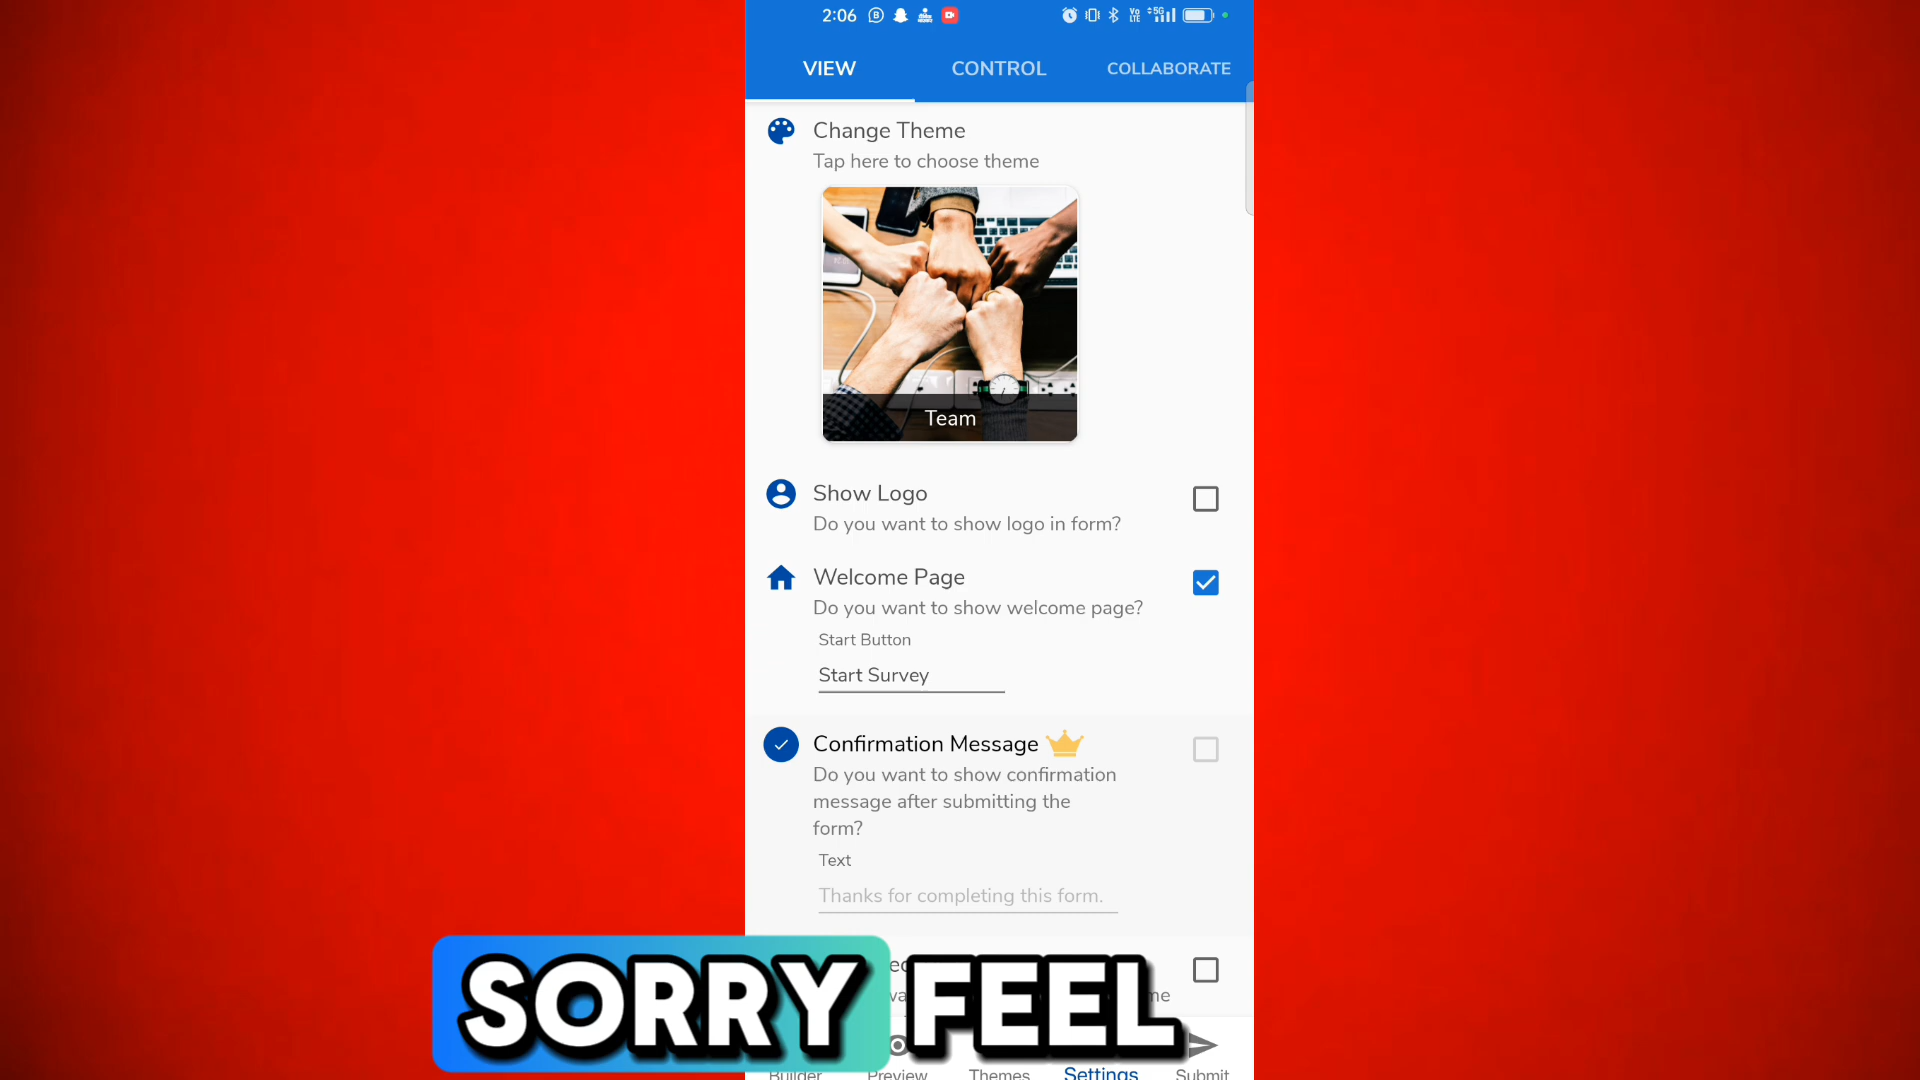 2:06
VIEW CONTROL COLLABORATE
Change Theme
Tap here to choose theme
Team
Show Logo
Do you want to show logo in form?
Welcome Page
Do you want to show welcome page?
Start Button
Start Survey
Confirmation Message
Do you want to show confirmation
message after submitting the
form?
Text
Thanks for completing this form.
SORRY FEEL
Builder Preview Themes Settings Submit